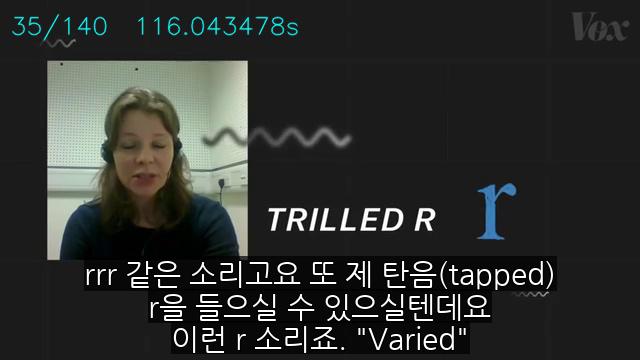 35/140 116.043478s
Vox
TRILLED R r
rrr 같은 소리고요 또 제 탄음(tapped)
r을 들으실 수 있으실텐데요
이런 r 소리죠. "Varied"